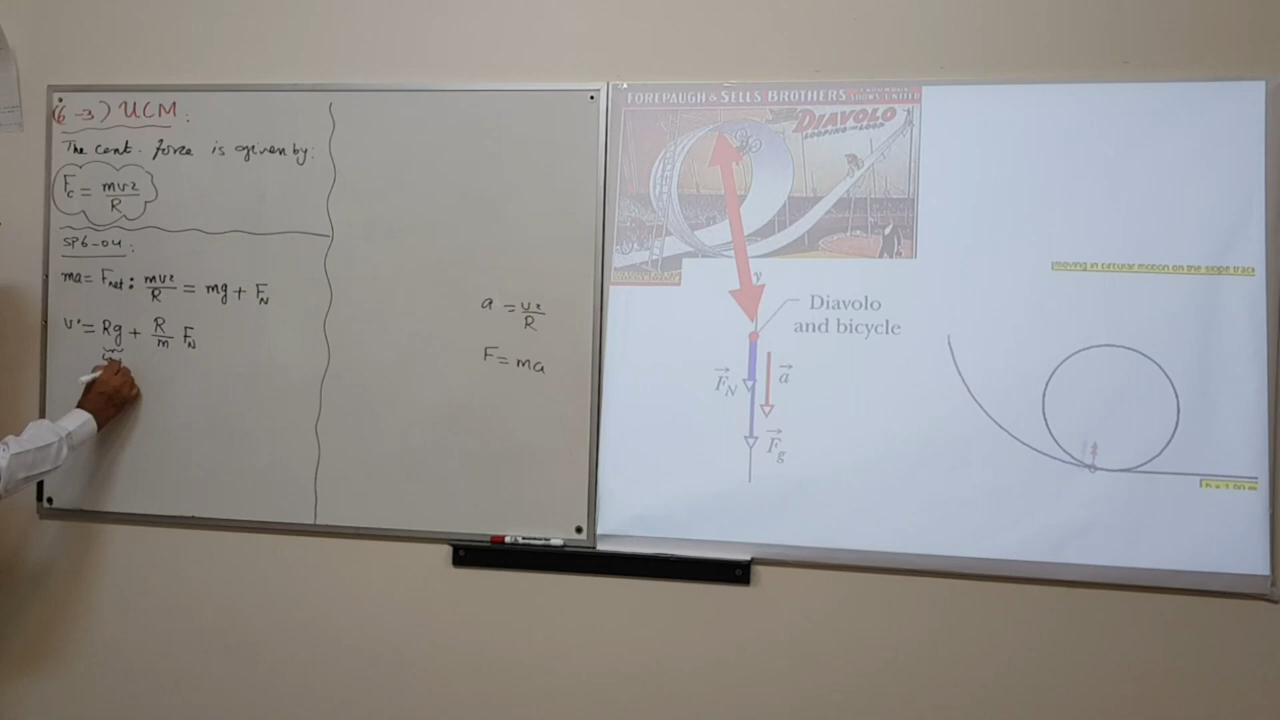 (6-3) UCM:
The cent. force is given by:
Fc = mv²/R
SP6-04:
ma = Fnet: mv²/R = mg + FN
v² = Rg + R/m FN
a = v²/R
F = ma
FOREPAUGH & SELLS BROTHERS
SHOWS UNITED
DIAVOLO
LOOPING THE LOOP
y
Diavolo
and bicycle
FN
a
Fg
moving in circular motion on the slope track